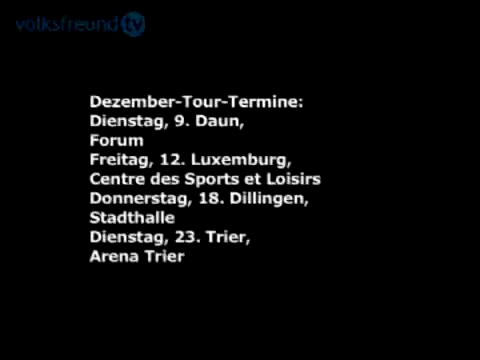 volksfreund tv
Dezember-Tour-Termine:
Dienstag, 9. Daun,
Forum
Freitag, 12. Luxemburg,
Centre des Sports et Loisirs
Donnerstag, 18. Dillingen,
Stadthalle
Dienstag, 23. Trier,
Arena Trier